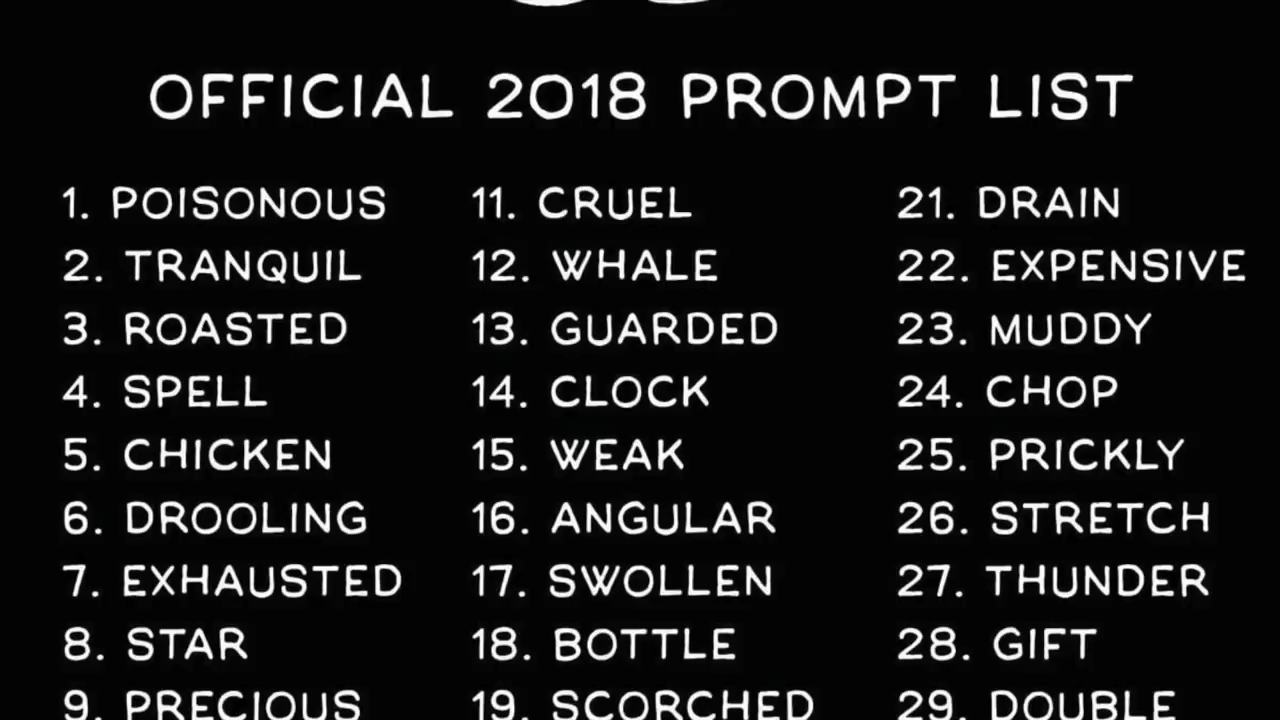 OFFICIAL 2018 PROMPT LIST
1. POISONOUS
2. TRANQUIL
3. ROASTED
4. SPELL
5. CHICKEN
6. DROOLING
7. EXHAUSTED
8. STAR
9. PRECIOUS
11. CRUEL
12. WHALE
13. GUARDED
14. CLOCK
15. WEAK
16. ANGULAR
17. SWOLLEN
18. BOTTLE
19. SCORCHED
21. DRAIN
22. EXPENSIVE
23. MUDDY
24. CHOP
25. PRICKLY
26. STRETCH
27. THUNDER
28. GIFT
29. DOUBLE